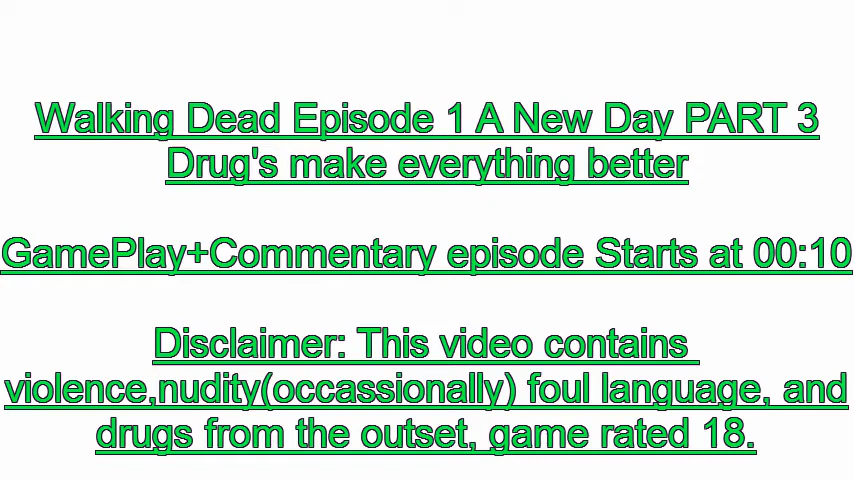 Walking Dead Episode 1 A New Day PART 3
Drug's make everything better
GamePlay+Commentary episode Starts at 00:10
Disclaimer: This video contains
violence,nudity(occassionally) foul language, and
drugs from the outset, game rated 18.